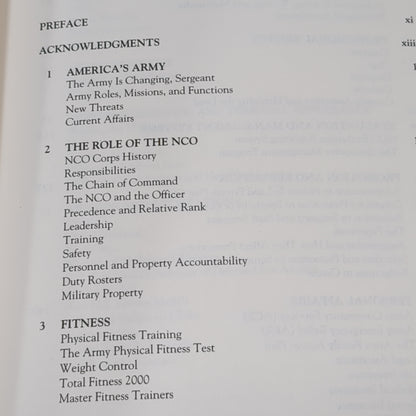 PREFACE xi
ACKNOWLEDGMENTS xiii
1 AMERICA'S ARMY 1
The Army Is Changing, Sergeant
Army Roles, Missions, and Functions
New Threats
Current Affairs
2 THE ROLE OF THE NCO
NCO Corps History
Responsibilities
The Chain of Command
The NCO and the Officer
Precedence and Relative Rank
Leadership
Training
Safety
Personnel and Property Accountability
Duty Rosters
Military Property
3 FITNESS
Physical Fitness Training
The Army Physical Fitness Test
Weight Control
Total Fitness 2000
Master Fitness Trainers